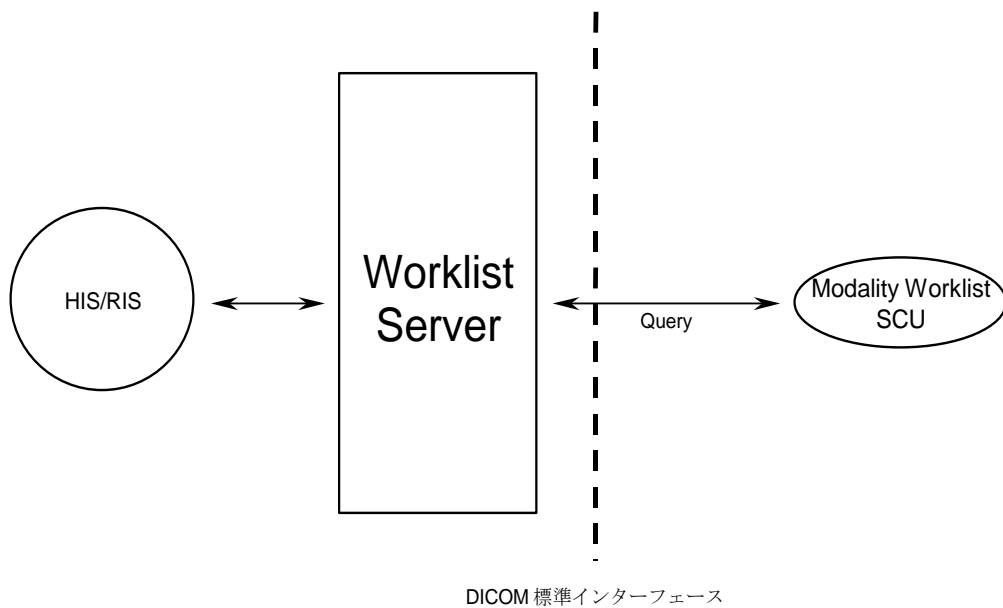 HIS/RIS
Worklist
Server
Query
Modality Worklist
SCU
DICOM 標準インターフェース